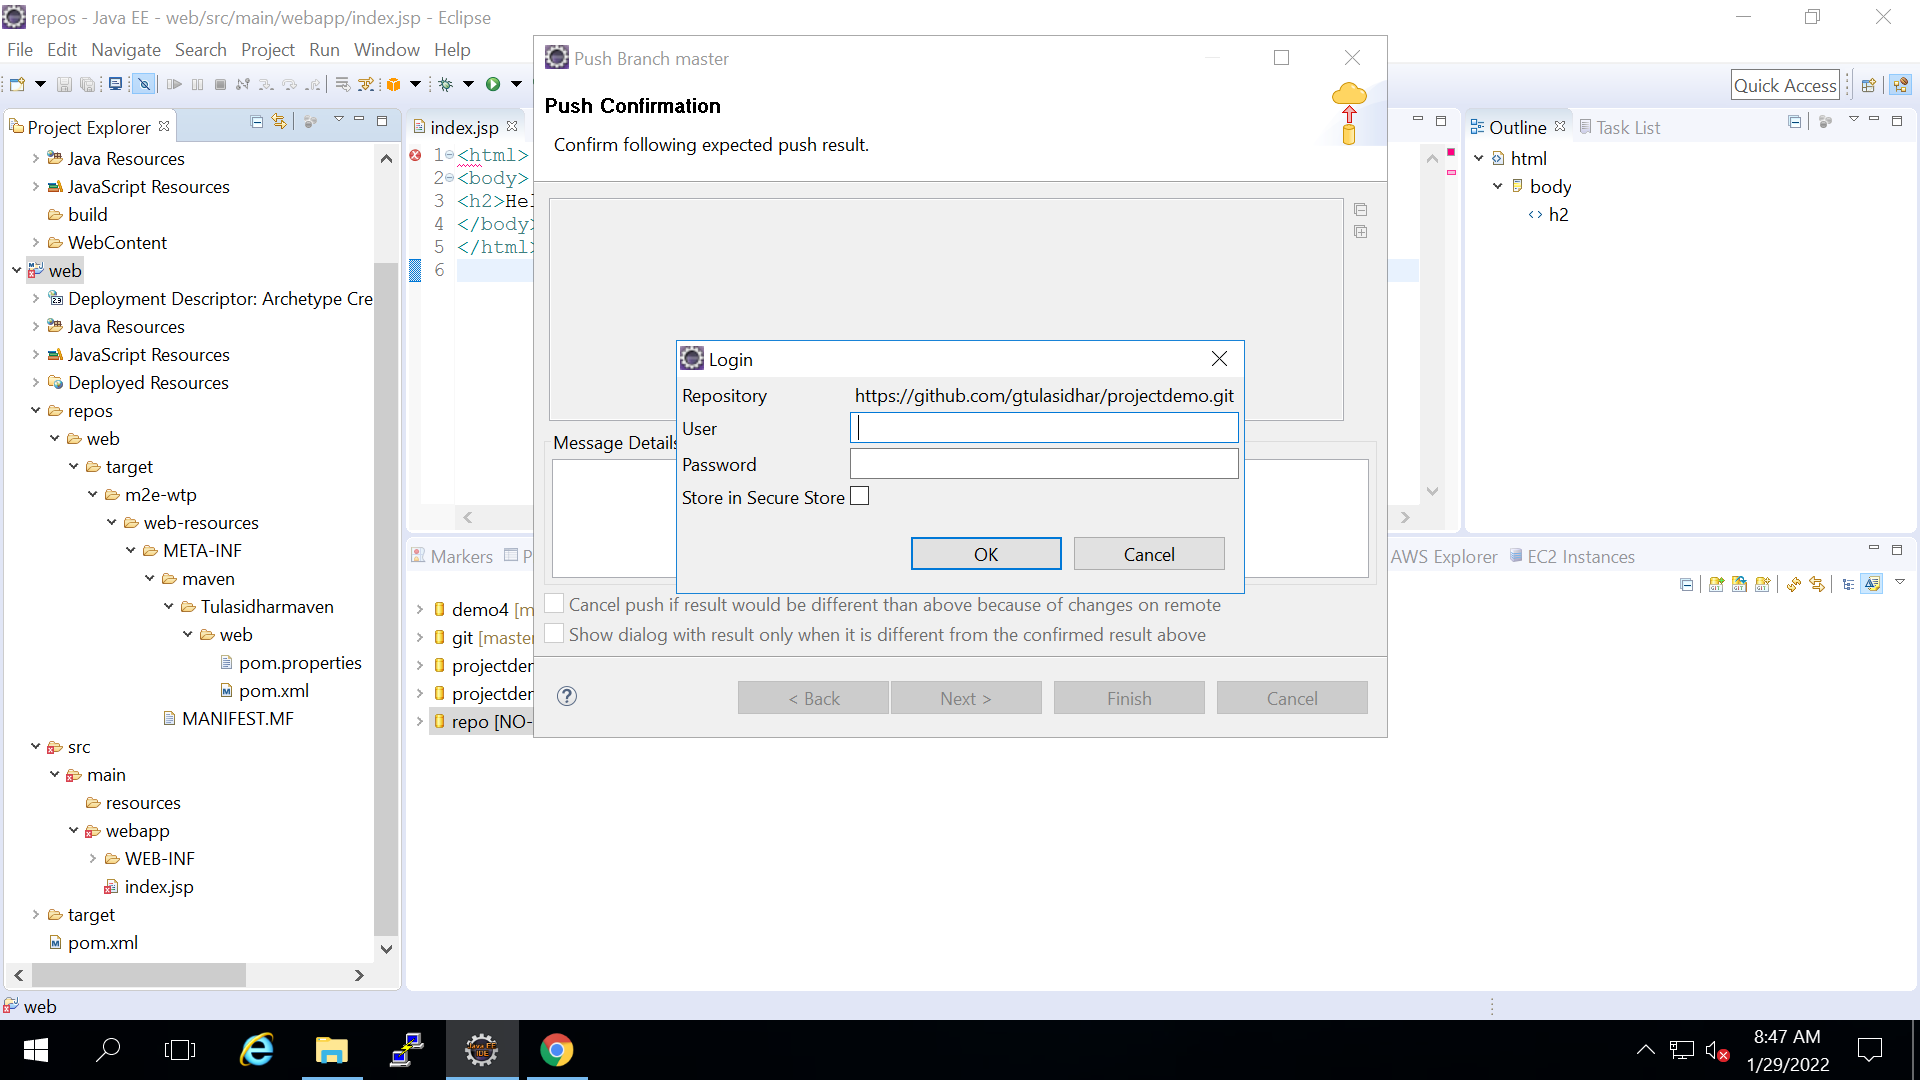 repos - Java EE - web/src/main/webapp/index.jsp - Eclipse
File Edit Navigate Search Project Run Window Help
Quick Access
Project Explorer
Java Resources
JavaScript Resources
build
WebContent
web
Deployment Descriptor: Archetype Cre
Java Resources
JavaScript Resources
Deployed Resources
repos
web
target
m2e-wtp
web-resources
META-INF
maven
Tulasidharmaven
web
pom.properties
pom.xml
MANIFEST.MF
src
main
resources
webapp
WEB-INF
index.jsp
target
pom.xml
index.jsp
1 <html>
2 <body>
3 <h2>Hel
4 </body>
5 </html>
6
Push Branch master
Push Confirmation
Confirm following expected push result.
Message Details
Login
Repository https://github.com/gtulasidhar/projectdemo.git
User
Password
Store in Secure Store
OK Cancel
Cancel push if result would be different than above because of changes on remote
Show dialog with result only when it is different from the confirmed result above
< Back Next > Finish Cancel
Outline Task List
html
body
h2
Markers P
AWS Explorer EC2 Instances
demo4 [m
git [master
projectder
projectder
repo [NO-
web
8:47 AM
1/29/2022